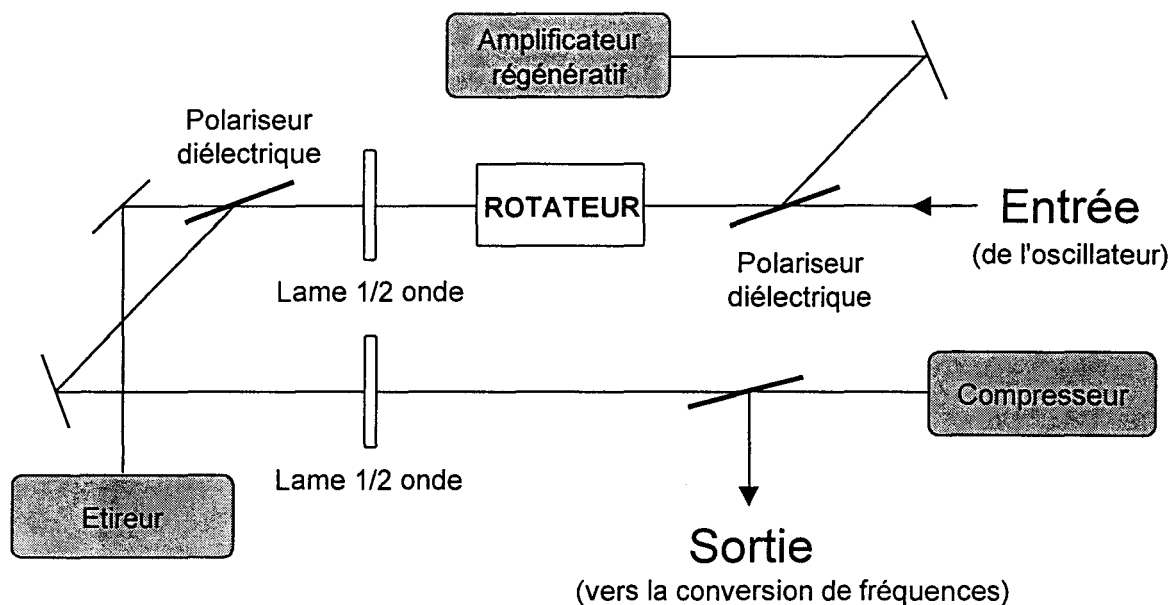 Amplificateur
régénératif
Polariseur
diélectrique
ROTATEUR
Entrée
(de l'oscillateur)
Polariseur
diélectrique
Lame 1/2 onde
Compresseur
Lame 1/2 onde
Etireur
Sortie
(vers la conversion de fréquences)